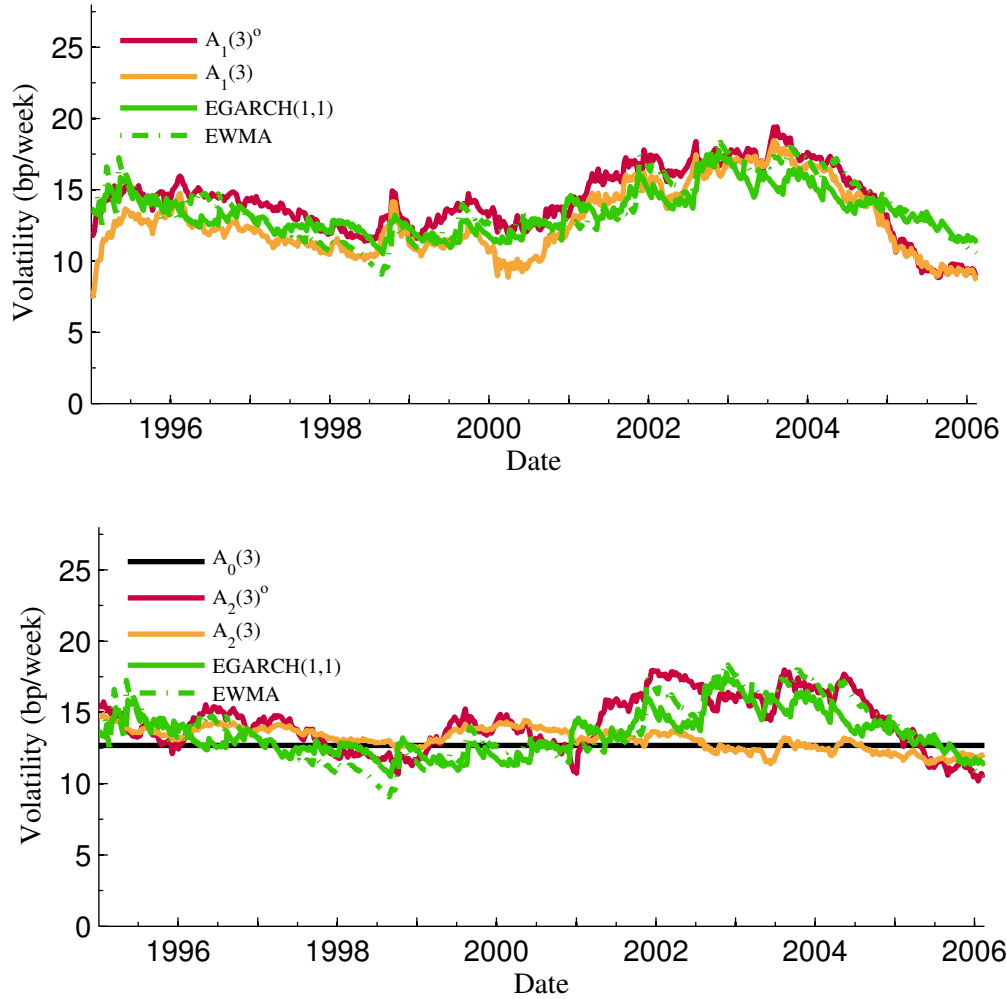 25
20
15
10
5
0
Volatility (bp/week)
A₁(3)ᵒ
A₁(3)
EGARCH(1,1)
EWMA
1996 1998 2000 2002 2004 2006
Date
25
20
15
10
5
0
Volatility (bp/week)
A₀(3)
A₂(3)ᵒ
A₂(3)
EGARCH(1,1)
EWMA
1996 1998 2000 2002 2004 2006
Date